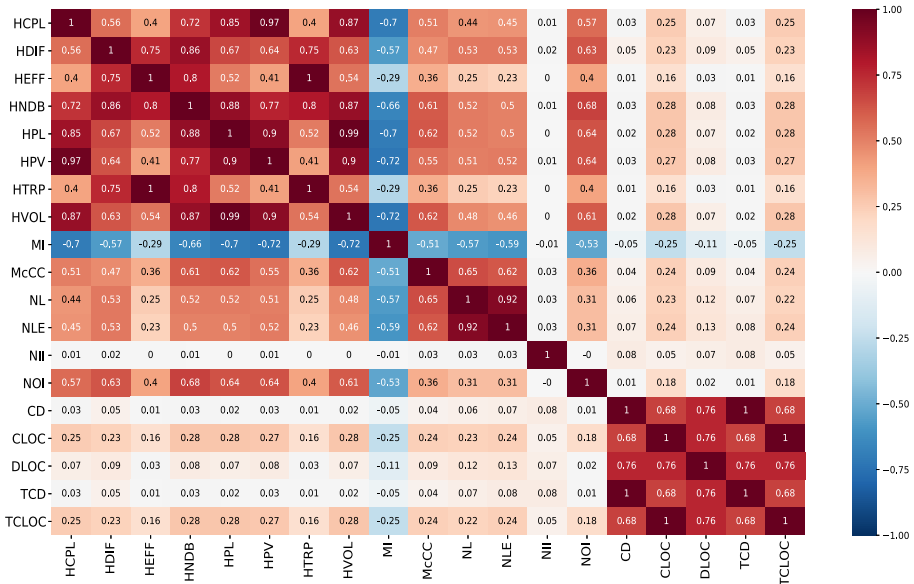 HCPL 1 0.56 0.4 0.72 0.85 0.97 0.4 0.87 -0.7 0.51 0.44 0.45 0.01 0.57 0.03 0.25 0.07 0.03 0.25
HDIF 0.56 1 0.75 0.86 0.67 0.64 0.75 0.63 -0.57 0.47 0.53 0.53 0.02 0.63 0.05 0.23 0.09 0.05 0.23
HEFF 0.4 0.75 1 0.8 0.52 0.41 1 0.54 -0.29 0.36 0.25 0.23 0 0.4 0.01 0.16 0.03 0.01 0.16
HNDB 0.72 0.86 0.8 1 0.88 0.77 0.8 0.87 -0.66 0.61 0.52 0.5 0.01 0.68 0.03 0.28 0.08 0.03 0.28
HPL 0.85 0.67 0.52 0.88 1 0.9 0.52 0.99 -0.7 0.62 0.52 0.5 0 0.64 0.02 0.28 0.07 0.02 0.28
HPV 0.97 0.64 0.41 0.77 0.9 1 0.41 0.9 -0.72 0.55 0.51 0.52 0.01 0.64 0.03 0.27 0.08 0.03 0.27
HTRP 0.4 0.75 1 0.8 0.52 0.41 1 0.54 -0.29 0.36 0.25 0.23 0 0.4 0.01 0.16 0.03 0.01 0.16
HVOL 0.87 0.63 0.54 0.87 0.99 0.9 0.54 1 -0.72 0.62 0.48 0.46 0 0.61 0.02 0.28 0.07 0.02 0.28
MI -0.7 -0.57 -0.29 -0.66 -0.7 -0.72 -0.29 -0.72 1 -0.51 -0.57 -0.59 -0.01 -0.53 -0.05 -0.25 -0.11 -0.05 -0.25
McCC 0.51 0.47 0.36 0.61 0.62 0.55 0.36 0.62 -0.51 1 0.65 0.62 0.03 0.36 0.04 0.24 0.09 0.04 0.24
NL 0.44 0.53 0.25 0.52 0.52 0.51 0.25 0.48 -0.57 0.65 1 0.92 0.03 0.31 0.06 0.23 0.12 0.07 0.22
NLE 0.45 0.53 0.23 0.5 0.5 0.52 0.23 0.46 -0.59 0.62 0.92 1 0.03 0.31 0.07 0.24 0.13 0.08 0.24
NII 0.01 0.02 0 0.01 0 0.01 0 0 -0.01 0.03 0.03 0.03 1 -0 0.08 0.05 0.07 0.08 0.05
NOI 0.57 0.63 0.4 0.68 0.64 0.64 0.4 0.61 -0.53 0.36 0.31 0.31 -0 1 0.01 0.18 0.02 0.01 0.18
CD 0.03 0.05 0.01 0.03 0.02 0.03 0.01 0.02 -0.05 0.04 0.06 0.07 0.08 0.01 1 0.68 0.76 1 0.68
CLOC 0.25 0.23 0.16 0.28 0.28 0.27 0.16 0.28 -0.25 0.24 0.23 0.24 0.05 0.18 0.68 1 0.76 0.68 1
DLOC 0.07 0.09 0.03 0.08 0.07 0.08 0.03 0.07 -0.11 0.09 0.12 0.13 0.07 0.02 0.76 0.76 1 0.76 0.76
TCD 0.03 0.05 0.01 0.03 0.02 0.03 0.01 0.02 -0.05 0.04 0.07 0.08 0.08 0.01 1 0.68 0.76 1 0.68
TCLOC 0.25 0.23 0.16 0.28 0.28 0.27 0.16 0.28 -0.25 0.24 0.22 0.24 0.05 0.18 0.68 1 0.76 0.68 1
HCPL HDIF HEFF HNDB HPL HPV HTRP HVOL MI McCC NL NLE NII NOI CD CLOC DLOC TCD TCLOC
1.00
0.75
0.50
0.25
0.00
-0.25
-0.50
-0.75
-1.00